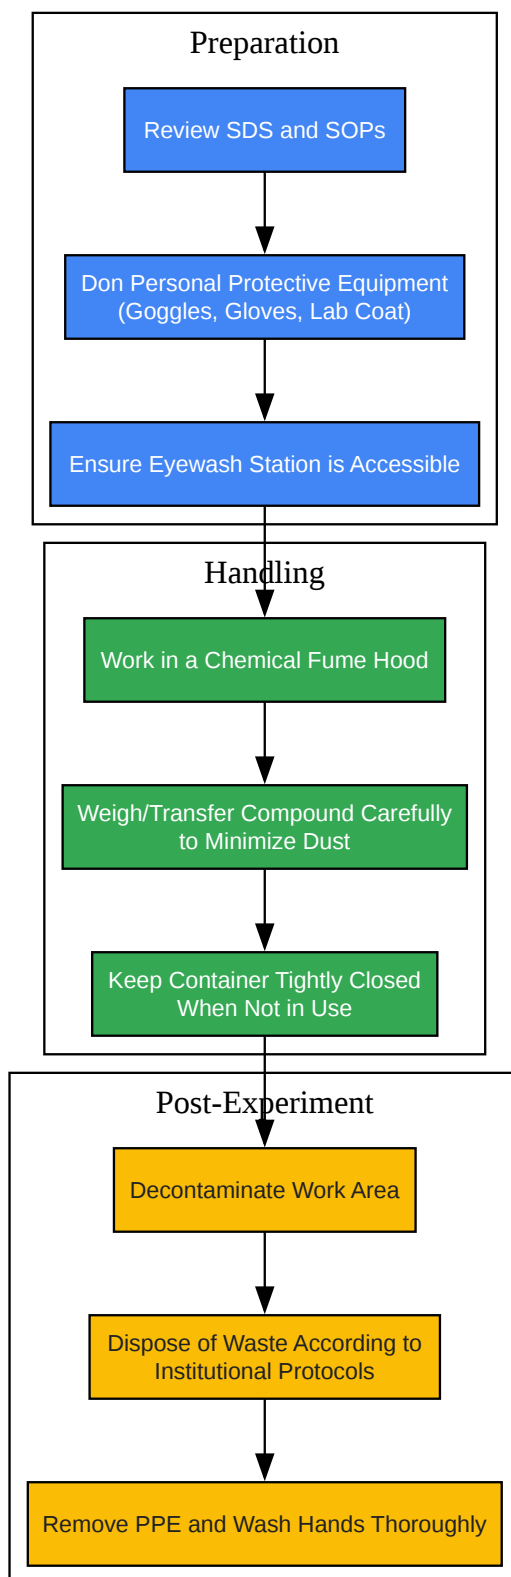 Preparation
Review SDS and SOPs
Don Personal Protective Equipment
(Goggles, Gloves, Lab Coat)
Ensure Eyewash Station is Accessible
Handling
Work in a Chemical Fume Hood
Weigh/Transfer Compound Carefully
to Minimize Dust
Keep Container Tightly Closed
When Not in Use
Post-Experiment
Decontaminate Work Area
Dispose of Waste According to
Institutional Protocols
Remove PPE and Wash Hands Thoroughly